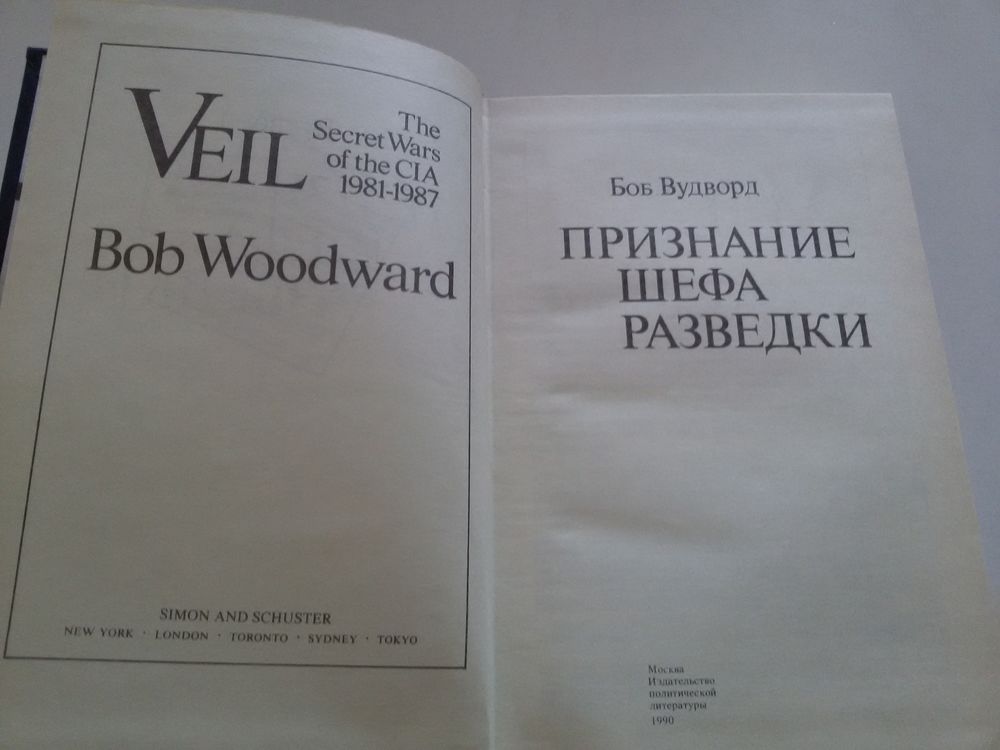 VEIL
The
Secret Wars
of the CIA
1981-1987
Bob Woodward
SIMON AND SCHUSTER
NEW YORK · LONDON · TORONTO · SYDNEY · TOKYO
Боб Вудворд
ПРИЗНАНИЕ
ШЕФА
РАЗВЕДКИ
Москва
Издательство
политической
литературы
1990